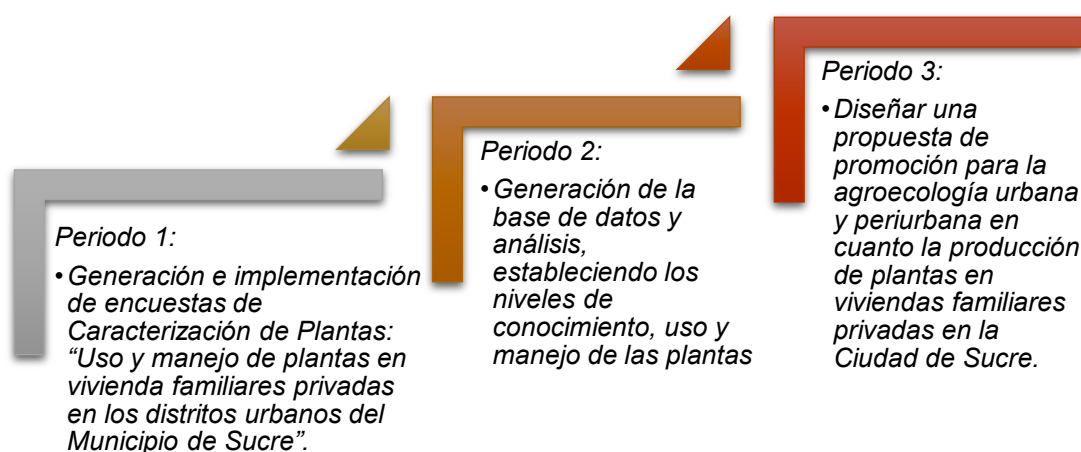 Periodo 1:
• Generación e implementación
de encuestas de
Caracterización de Plantas:
“Uso y manejo de plantas en
vivienda familiares privadas
en los distritos urbanos del
Municipio de Sucre”.
Periodo 2:
• Generación de la
base de datos y
análisis,
estableciendo los
niveles de
conocimiento, uso y
manejo de las plantas
Periodo 3:
• Diseñar una
propuesta de
promoción para la
agroecología urbana
y periurbana en
cuanto la producción
de plantas en
viviendas familiares
privadas en la
Ciudad de Sucre.